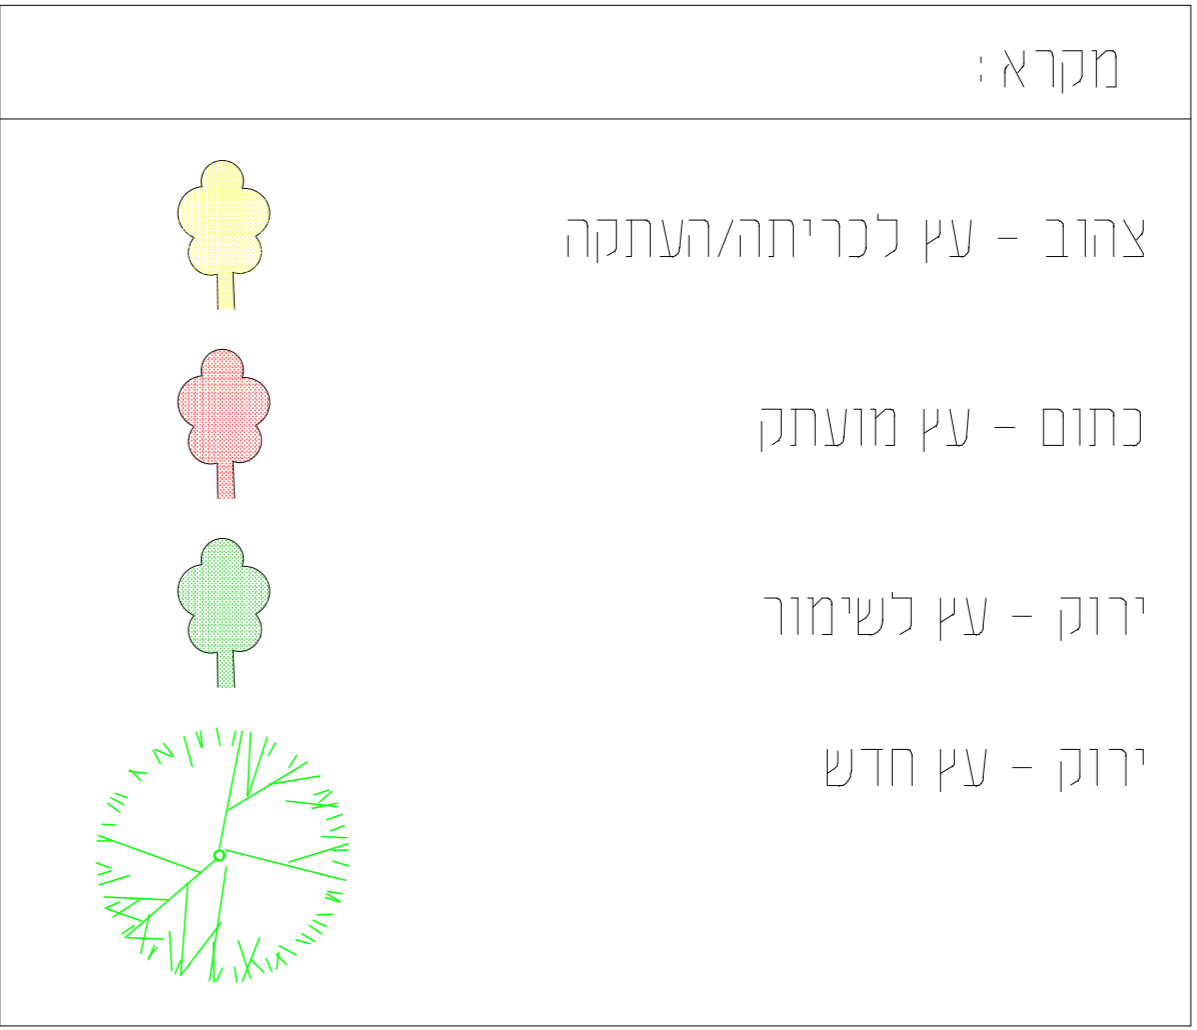 מקרא:
צהוב - עץ לכריתה/העתקה
כתום - עץ מועתק
ירוק - עץ לשימור
ירוק - עץ חדש